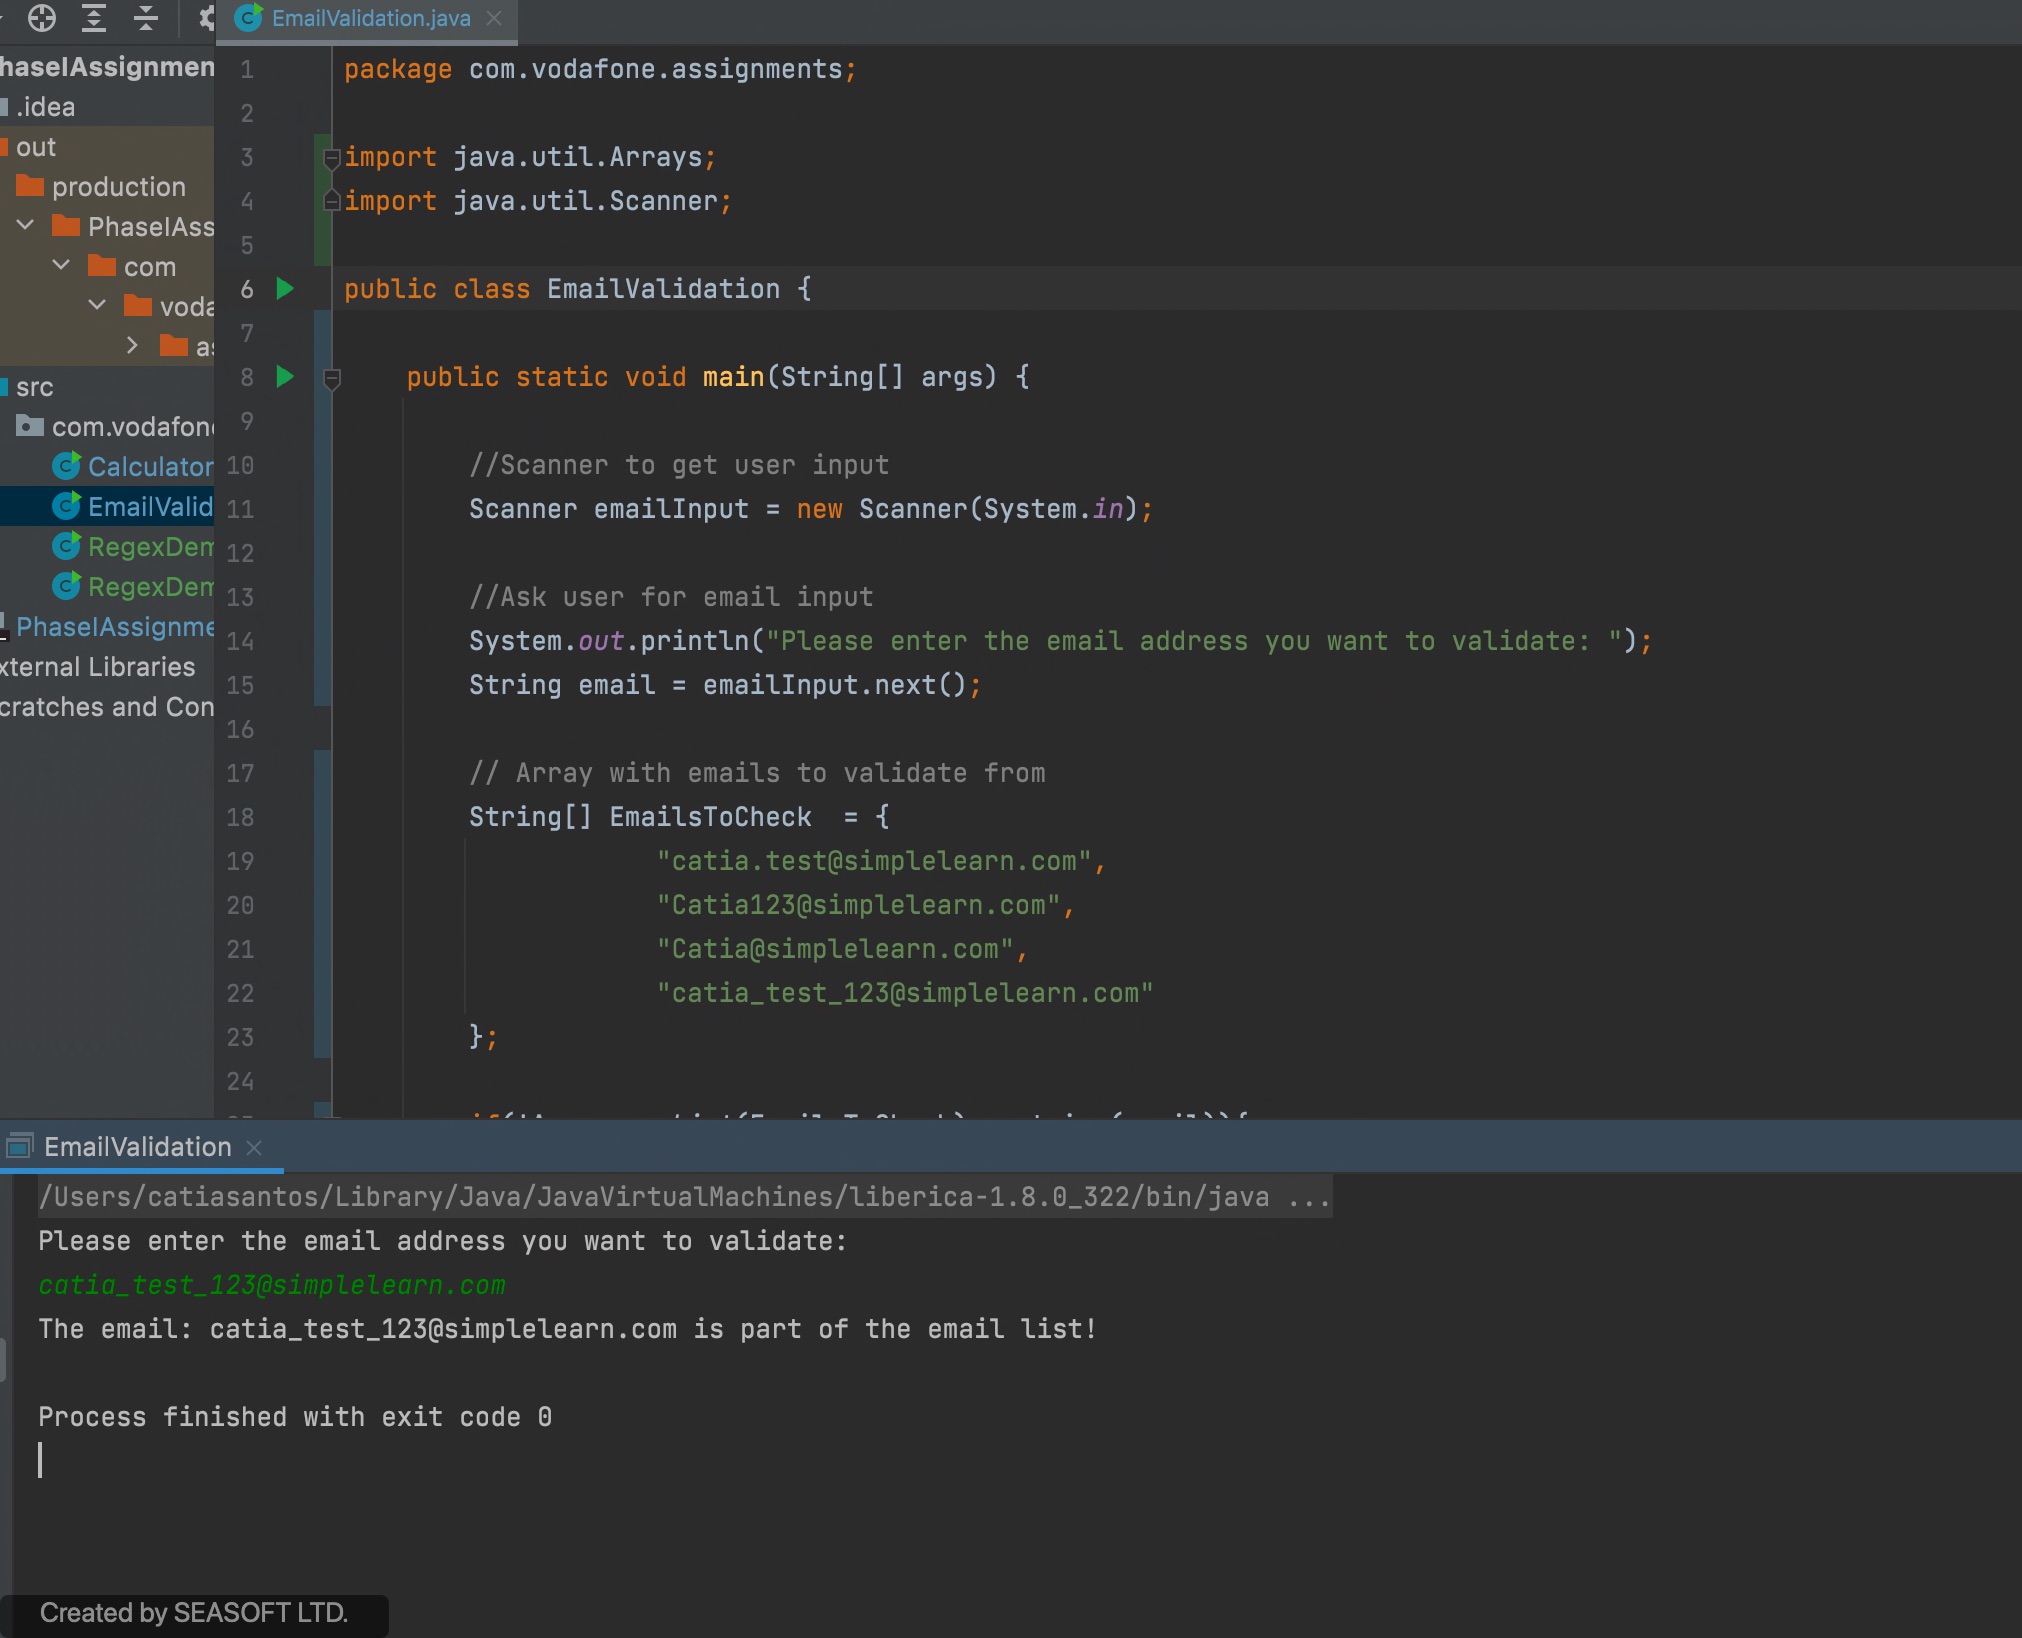 EmailValidation.java
haseIAssignmen
.idea
out
production
PhaseIAss
com
voda
as
src
com.vodafon
Calculator
EmailValid
RegexDem
RegexDem
PhaseIAssignme
xternal Libraries
cratches and Con
1 package com.vodafone.assignments;
2
3 import java.util.Arrays;
4 import java.util.Scanner;
5
6 public class EmailValidation {
7
8 public static void main(String[] args) {
9
10 //Scanner to get user input
11 Scanner emailInput = new Scanner(System.in);
12
13 //Ask user for email input
14 System.out.println("Please enter the email address you want to validate: ");
15 String email = emailInput.next();
16
17 // Array with emails to validate from
18 String[] EmailsToCheck  = {
19 "catia.test@simplelearn.com",
20 "Catia123@simplelearn.com",
21 "Catia@simplelearn.com",
22 "catia_test_123@simplelearn.com"
23 };
24
EmailValidation
/Users/catiasantos/Library/Java/JavaVirtualMachines/liberica-1.8.0_322/bin/java ...
Please enter the email address you want to validate:
catia_test_123@simplelearn.com
The email: catia_test_123@simplelearn.com is part of the email list!
Process finished with exit code 0
Created by SEASOFT LTD.